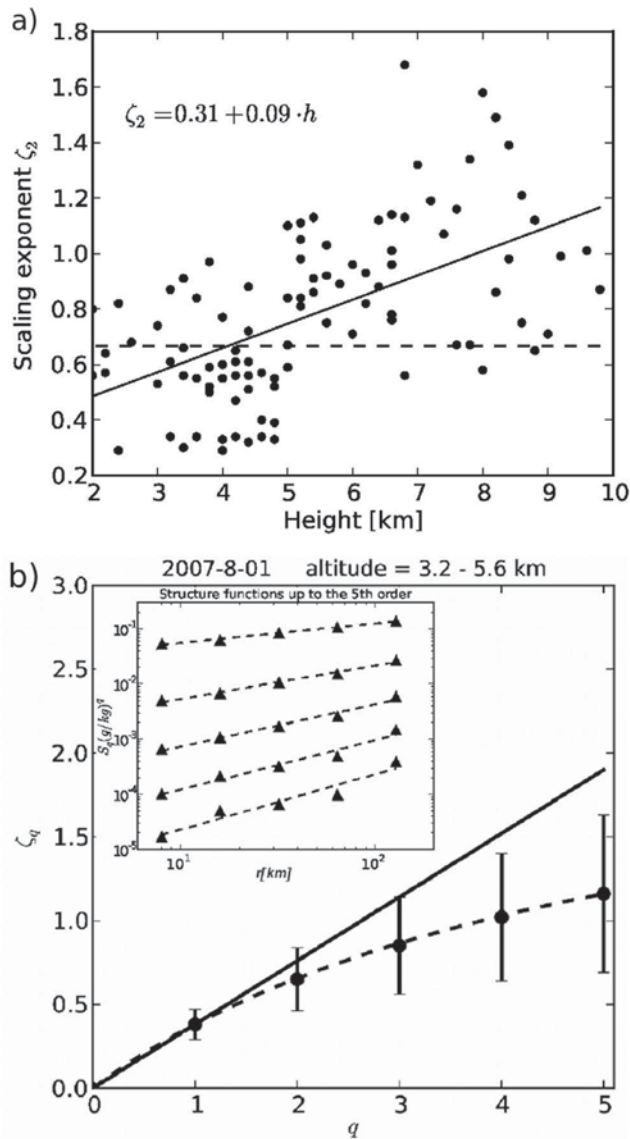 a)
1.8
1.6
1.4
1.2
1.0
0.8
0.6
0.4
0.2
Scaling exponent ζ₂
ζ₂ = 0.31 + 0.09 · h
2 3 4 5 6 7 8 9 10
Height [km]
b)
2007-8-01 altitude = 3.2 - 5.6 km
3.0
2.5
2.0
1.5
1.0
0.5
0.0
ζq
Structure functions up to the 5th order
10⁻¹
10⁻²
10⁻³
10⁻⁴
10⁻⁵
Sq(g/kg)^q
10¹ 10²
r[km]
0 1 2 3 4 5
q